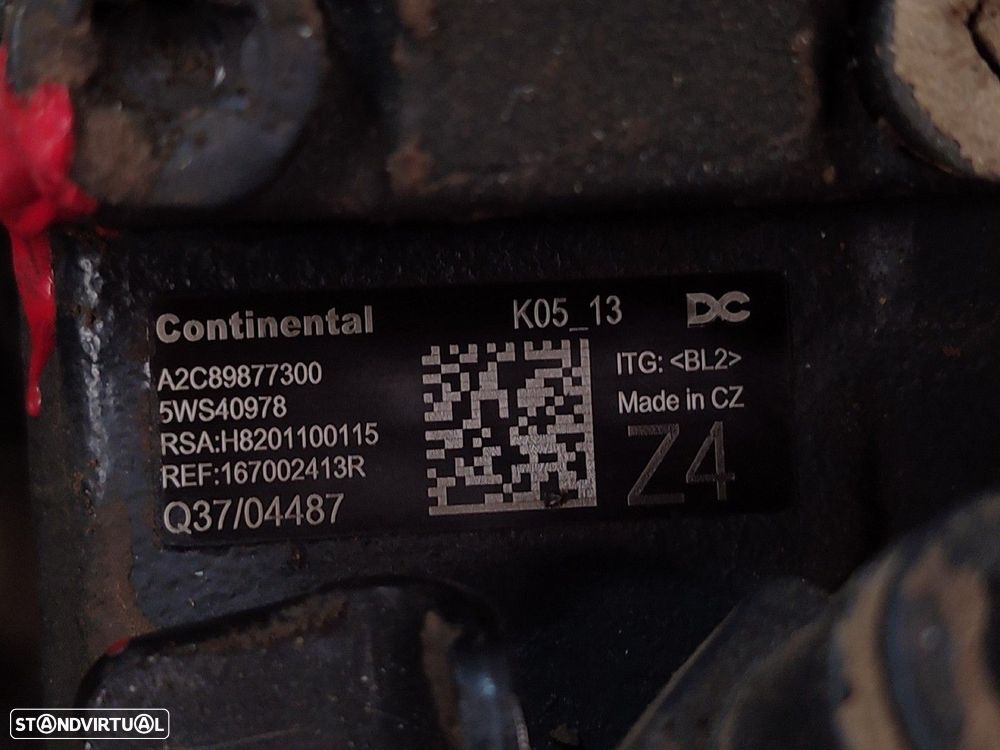 Continental
K05_13
DC
A2C89877300
5WS40978
RSA:H8201100115
REF:167002413R
Q37/04487
ITG: <BL2>
Made in CZ
Z4
STANDVIRTUAL